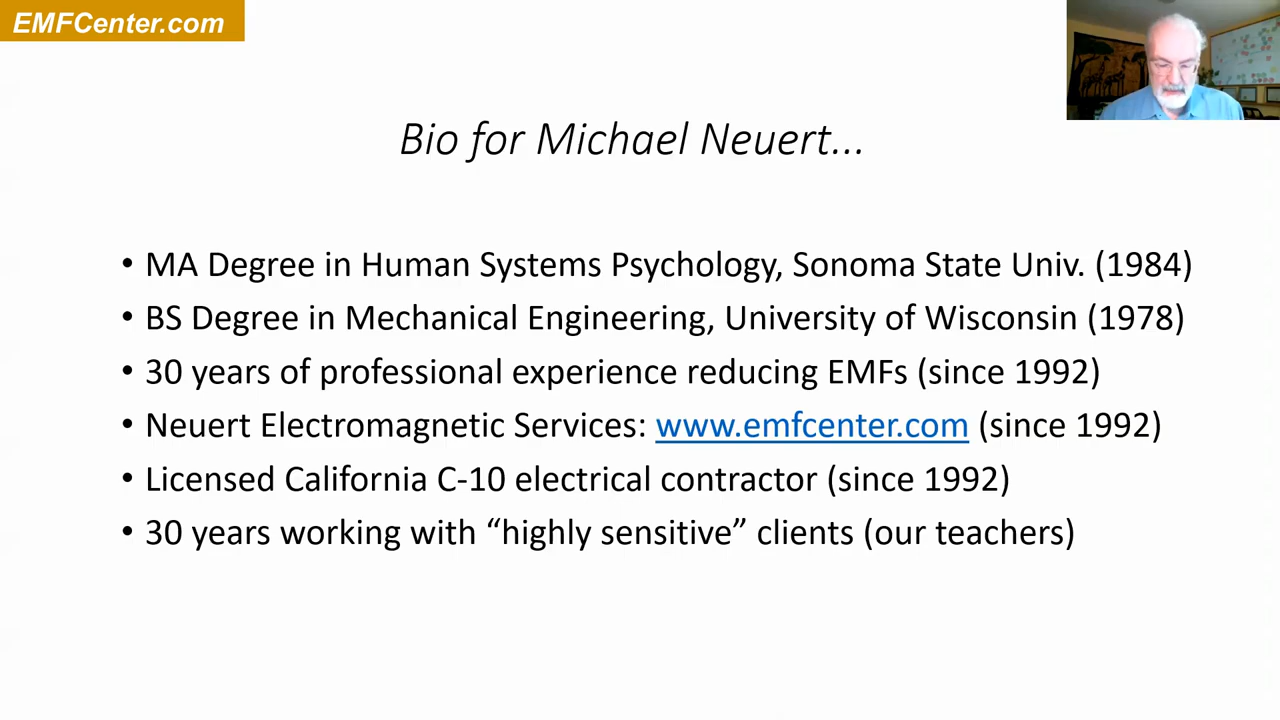 EMFCenter.com
Bio for Michael Neuert...
• MA Degree in Human Systems Psychology, Sonoma State Univ. (1984)
• BS Degree in Mechanical Engineering, University of Wisconsin (1978)
• 30 years of professional experience reducing EMFs (since 1992)
• Neuert Electromagnetic Services: www.emfcenter.com (since 1992)
• Licensed California C-10 electrical contractor (since 1992)
• 30 years working with “highly sensitive” clients (our teachers)